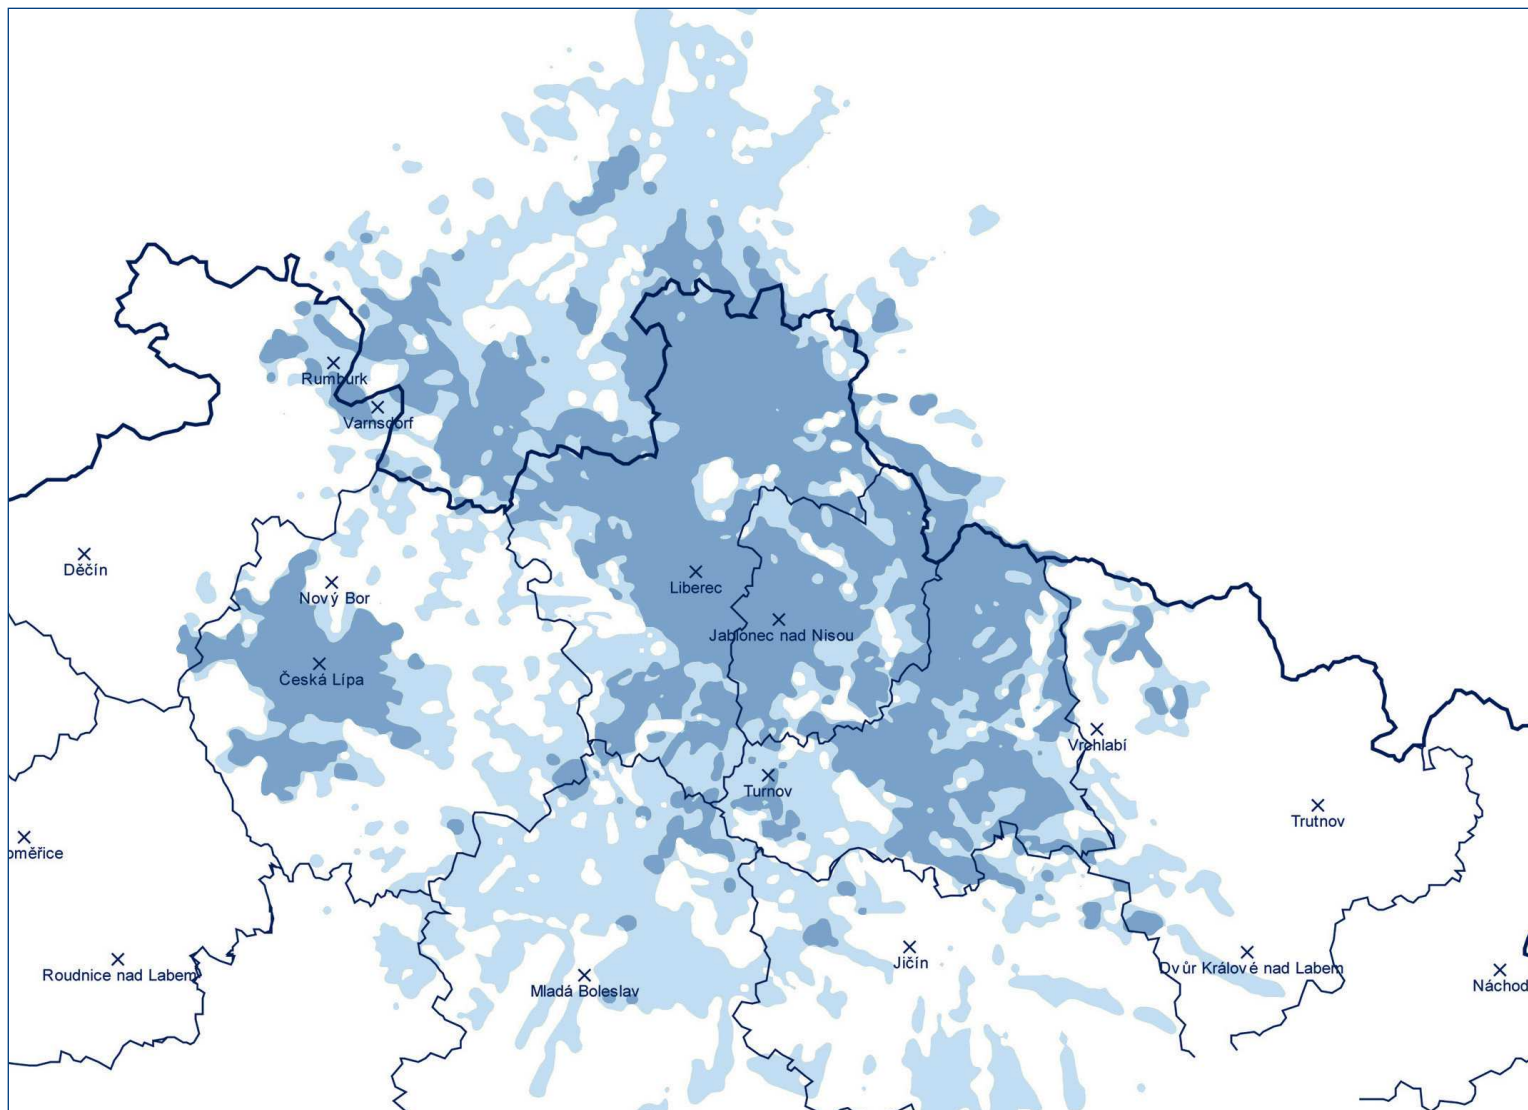 Rumburk
Varnsdorf
Děčín
Nový Bor
Liberec
Jablonec nad Nisou
Česká Lípa
Vrchlabí
Turnov
Trutnov
oměřice
Jičín
Dvůr Králové nad Labem
Roudnice nad Labem
Mladá Boleslav
Náchod